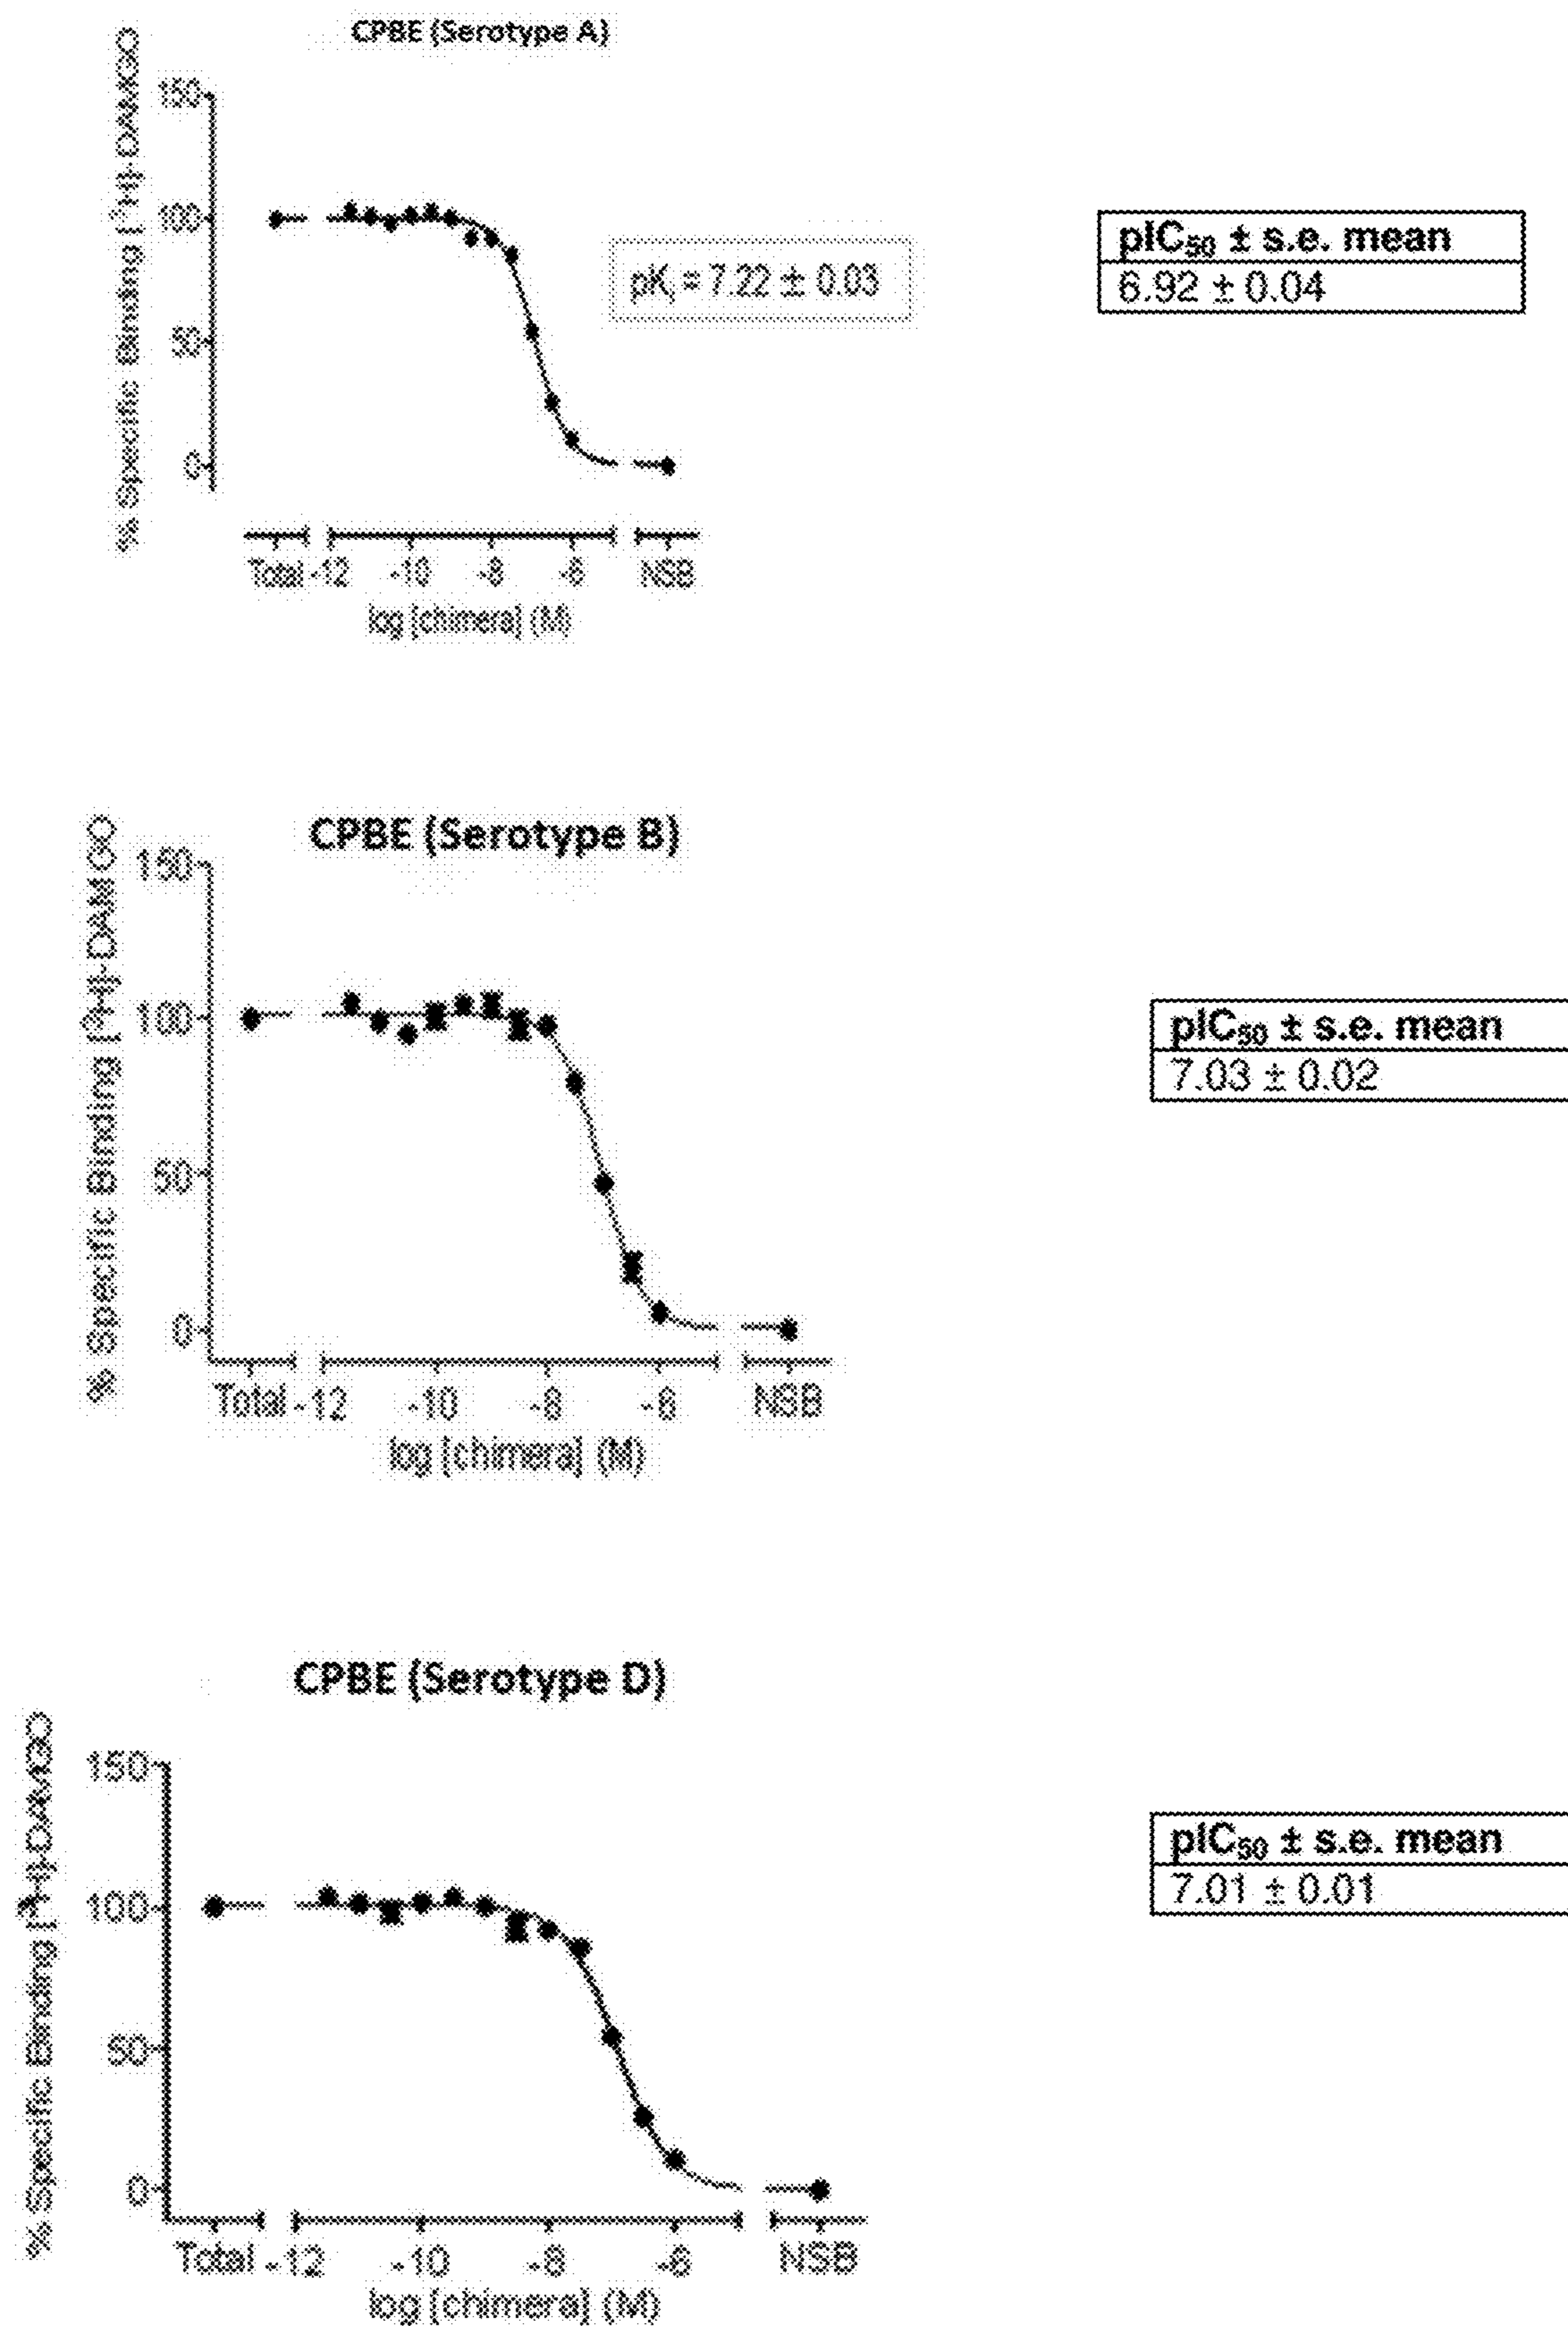 CPBE (Serotype A)
% Specific Binding [³H]-DAMGO
150
100
50
0
pKᵢ = 7.22 ± 0.03
pIC₅₀ ± s.e. mean
6.92 ± 0.04
Total -12 -10 -8 -6 NSB
log [chimera] (M)
CPBE (Serotype B)
% Specific Binding [³H]-DAMGO
150
100
50
0
pIC₅₀ ± s.e. mean
7.03 ± 0.02
Total -12 -10 -8 -6 NSB
log [chimera] (M)
CPBE (Serotype D)
% Specific Binding [³H]-DAMGO
150
100
50
0
pIC₅₀ ± s.e. mean
7.01 ± 0.01
Total -12 -10 -8 -6 NSB
log [chimera] (M)